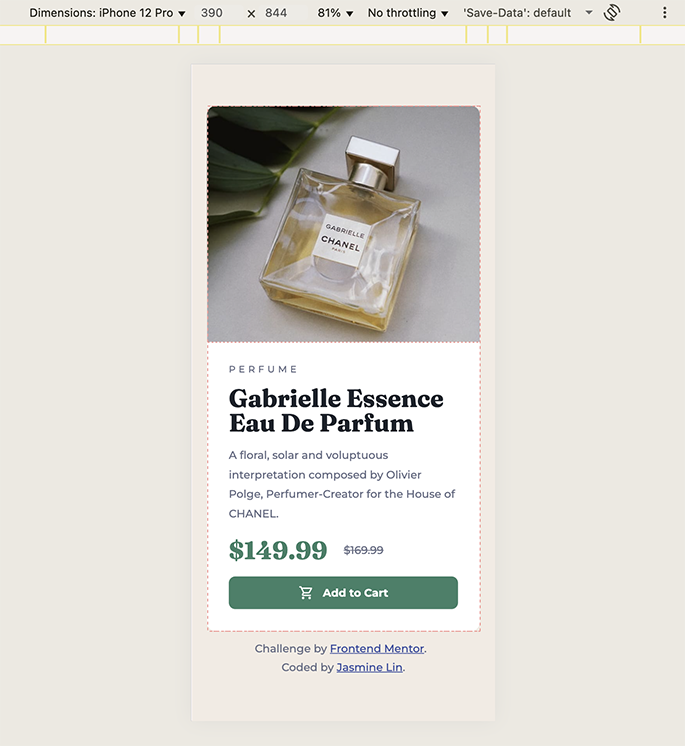 Dimensions: iPhone 12 Pro ▼ 390 × 844 81% ▼ No throttling ▼ 'Save-Data': default
GABRIELLE
CHANEL
PARIS
PERFUME
Gabrielle Essence
Eau De Parfum
A floral, solar and voluptuous
interpretation composed by Olivier
Polge, Perfumer-Creator for the House of
CHANEL.
$149.99 $169.99
Add to Cart
Challenge by Frontend Mentor.
Coded by Jasmine Lin.